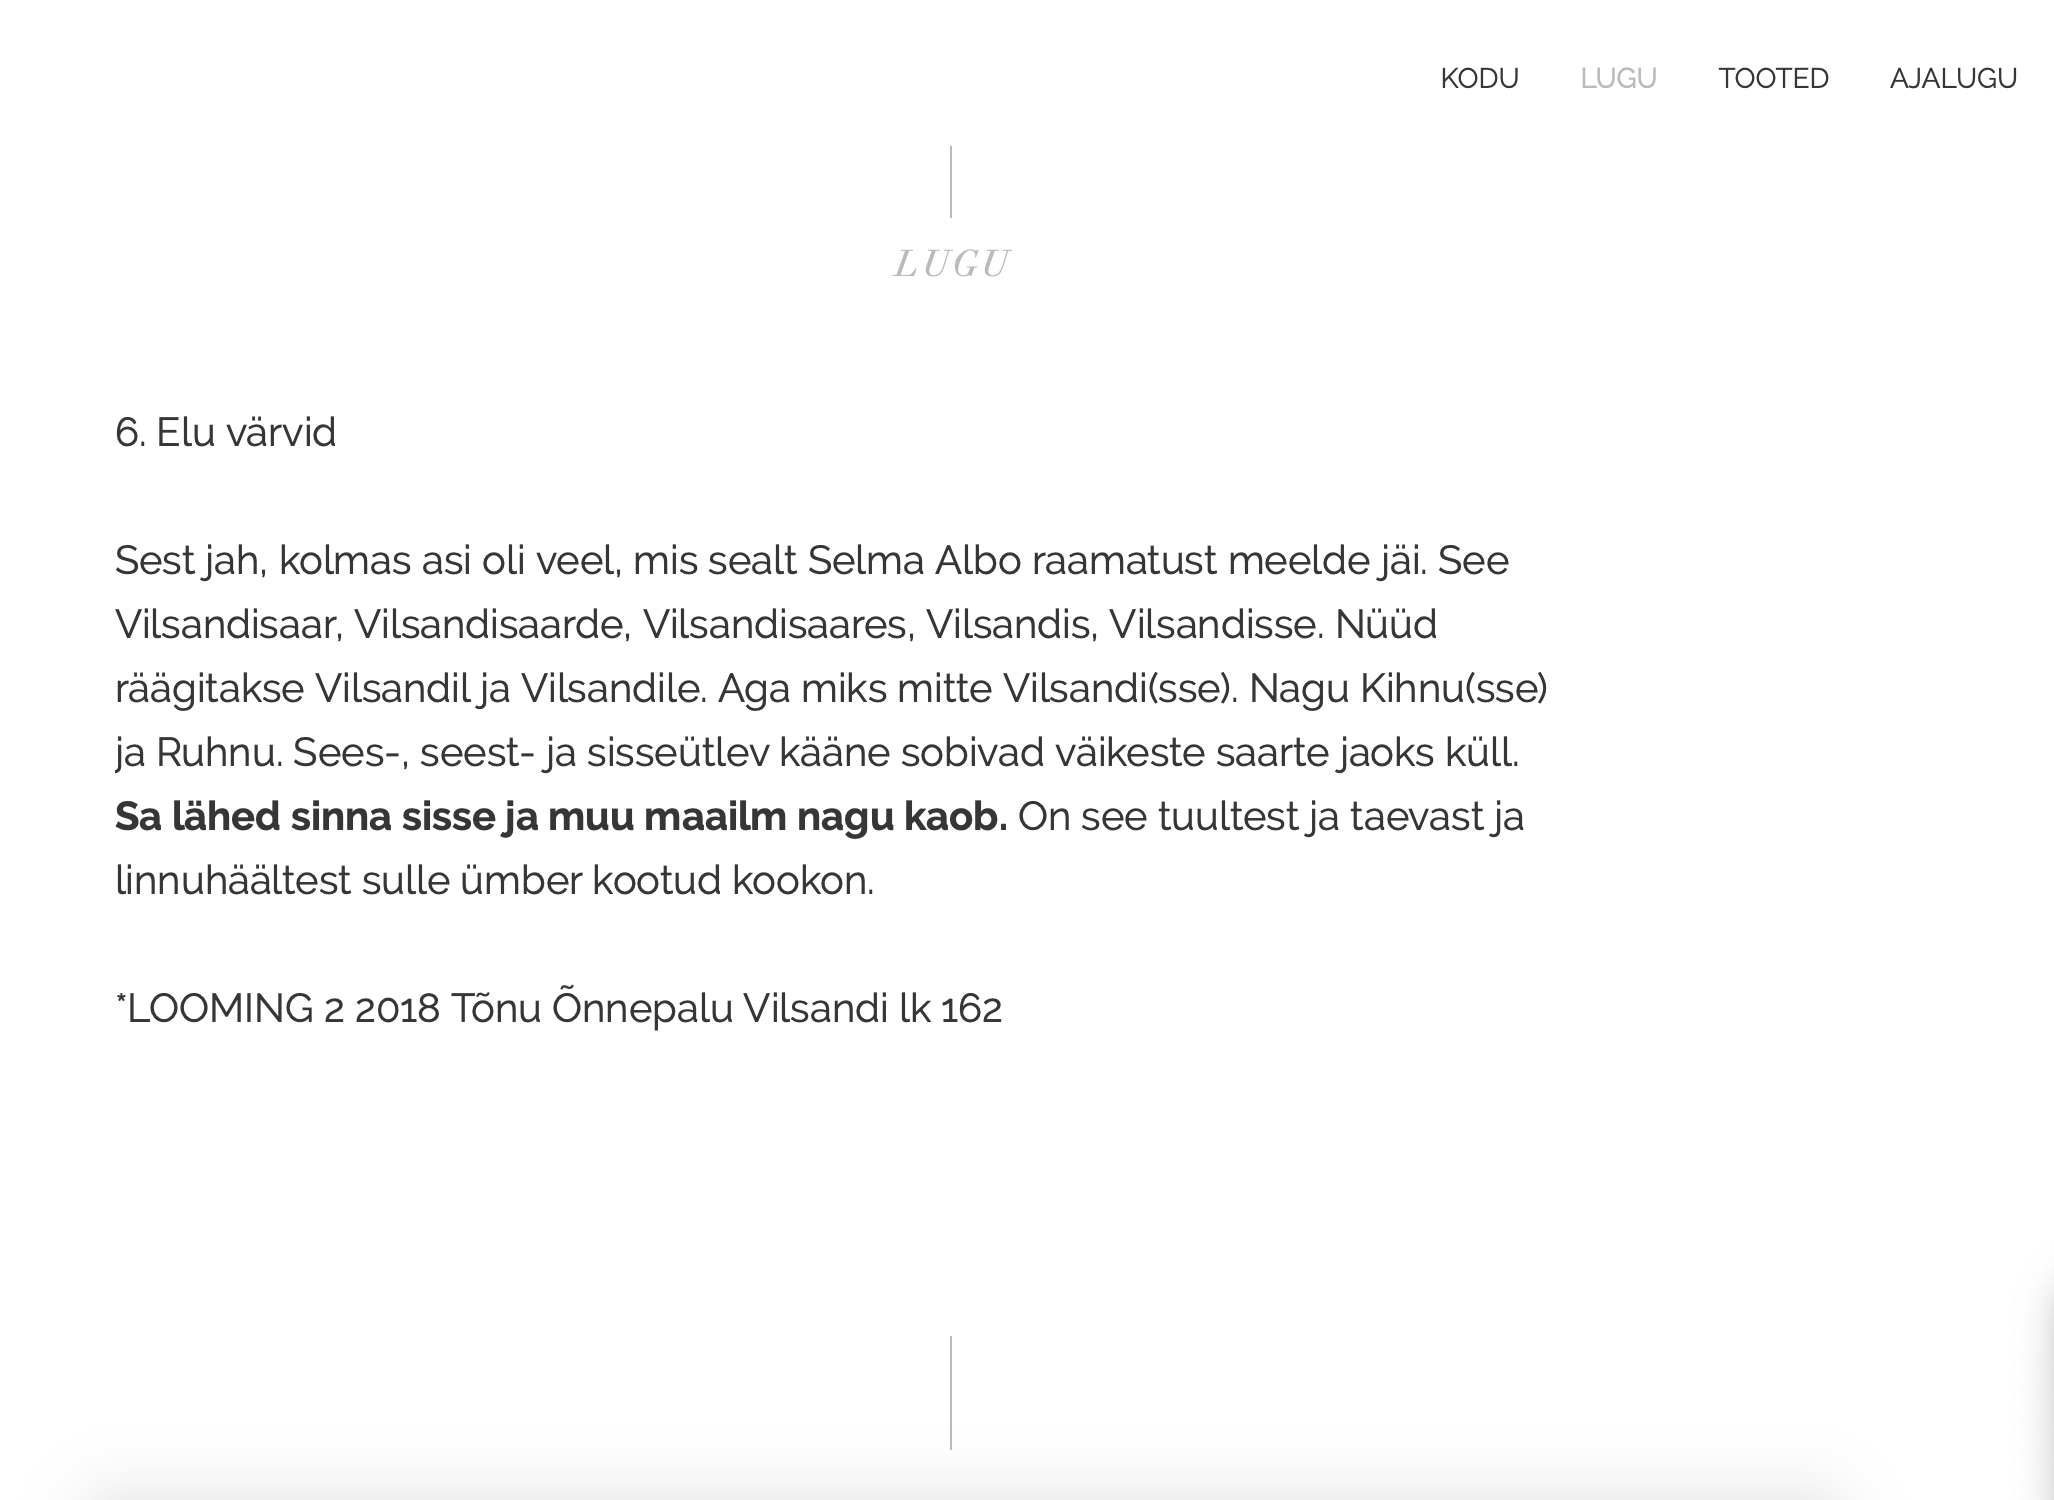 KODU LUGU TOOTED AJALUGU
LUGU
6. Elu värvid
Sest jah, kolmas asi oli veel, mis sealt Selma Albo raamatust meelde jäi. See
Vilsandisaar, Vilsandisaarde, Vilsandisaares, Vilsandis, Vilsandisse. Nüüd
räägitakse Vilsandil ja Vilsandile. Aga miks mitte Vilsandi(sse). Nagu Kihnu(sse)
ja Ruhnu. Sees-, seest- ja sisseütlev kääne sobivad väikeste saarte jaoks küll.
Sa lähed sinna sisse ja muu maailm nagu kaob. On see tuultest ja taevast ja
linnuhäältest sulle ümber kootud kookon.
*LOOMING 2 2018 Tõnu Õnnepalu Vilsandi lk 162